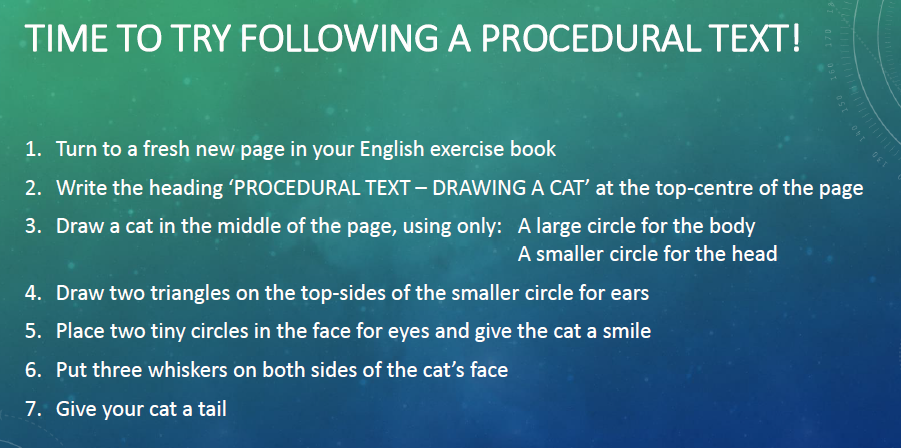 TIME TO TRY FOLLOWING A PROCEDURAL TEXT!
1. Turn to a fresh new page in your English exercise book
2. Write the heading ‘PROCEDURAL TEXT – DRAWING A CAT’ at the top-centre of the page
3. Draw a cat in the middle of the page, using only: A large circle for the body
A smaller circle for the head
4. Draw two triangles on the top-sides of the smaller circle for ears
5. Place two tiny circles in the face for eyes and give the cat a smile
6. Put three whiskers on both sides of the cat’s face
7. Give your cat a tail